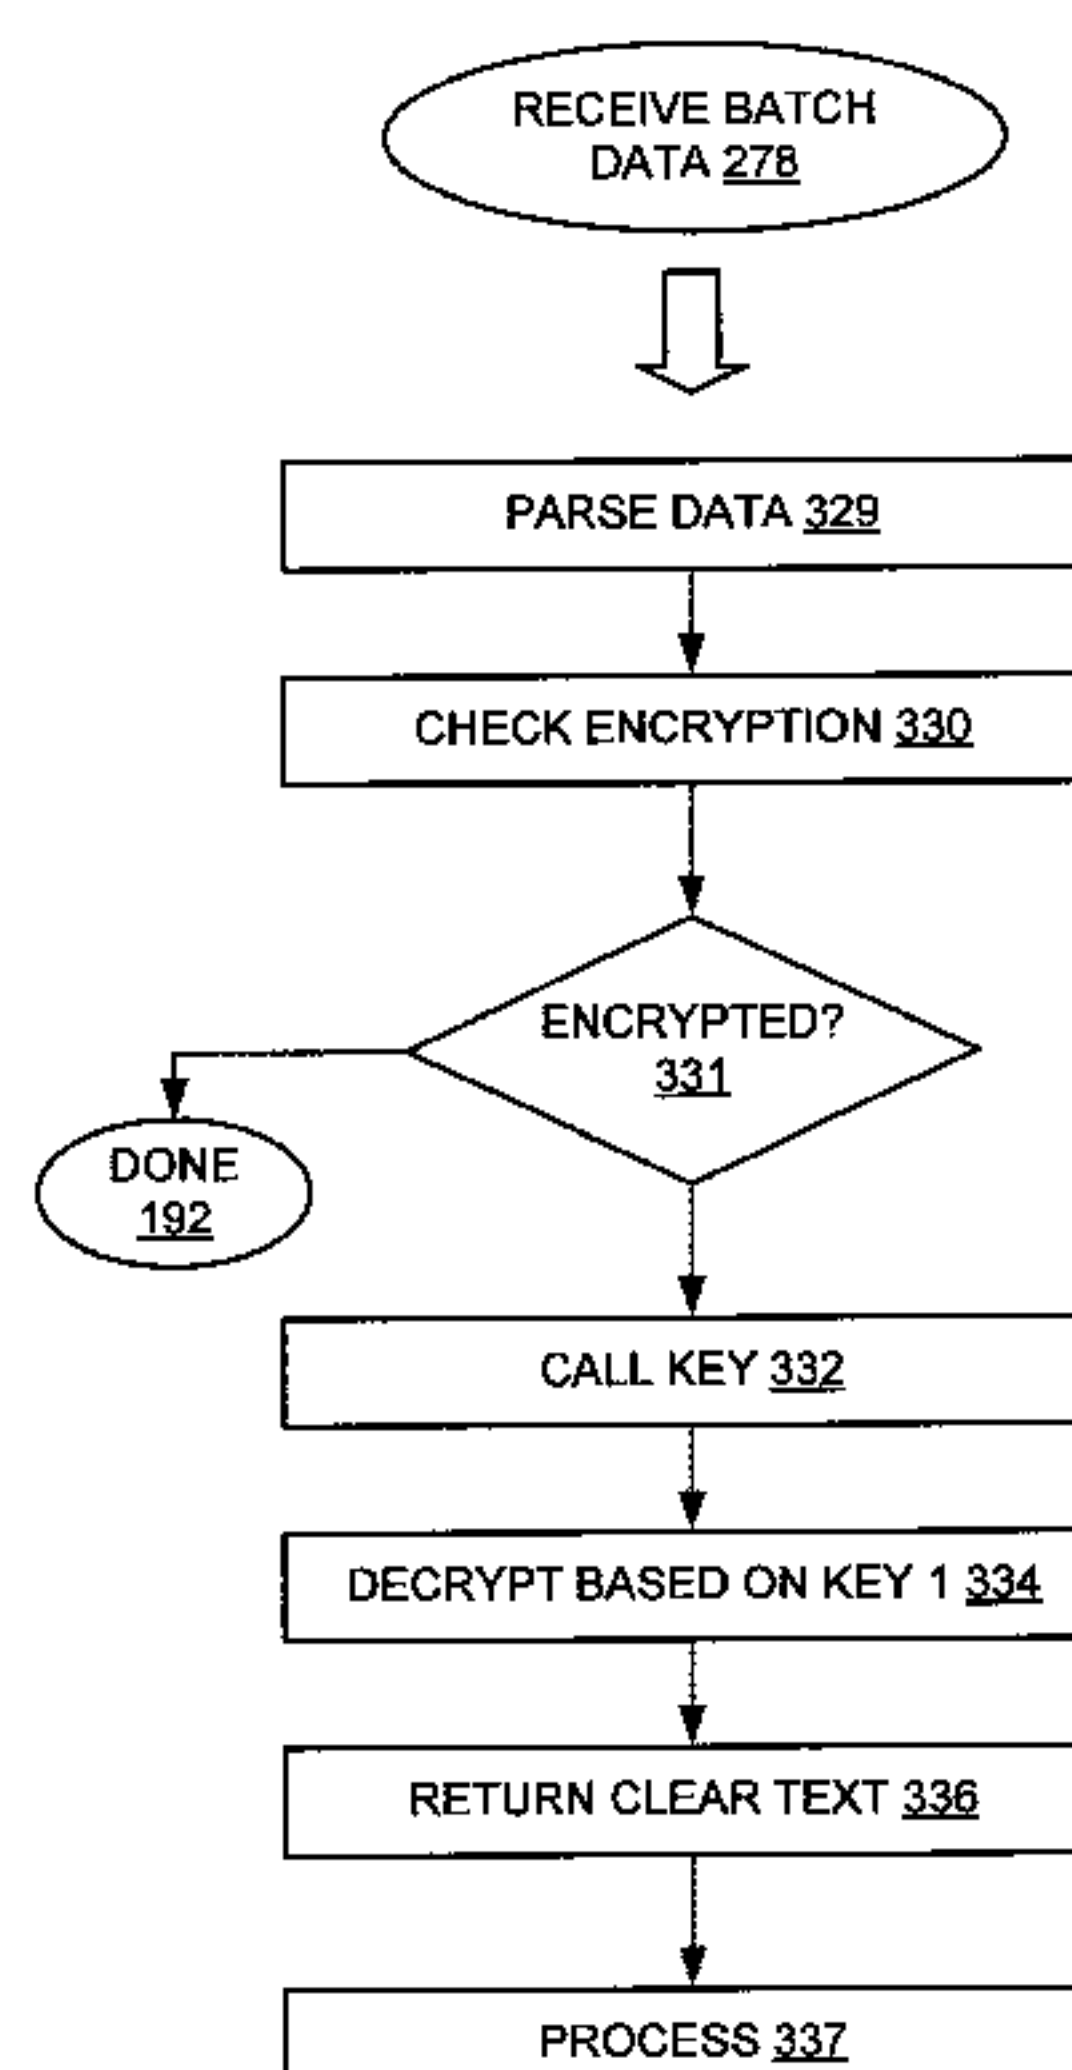 RECEIVE BATCH
DATA 278
PARSE DATA 329
CHECK ENCRYPTION 330
ENCRYPTED?
331
DONE
192
CALL KEY 332
DECRYPT BASED ON KEY 1 334
RETURN CLEAR TEXT 336
PROCESS 337